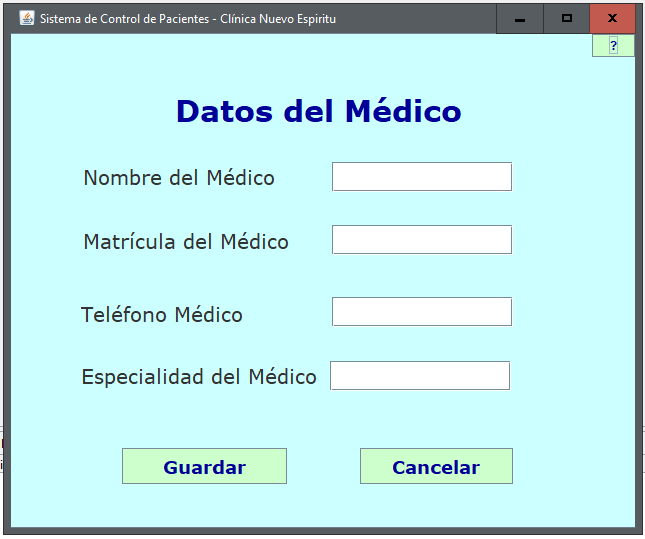 Sistema de Control de Pacientes - Clínica Nuevo Espiritu
?
Datos del Médico
Nombre del Médico
Matrícula del Médico
Teléfono Médico
Especialidad del Médico
Guardar Cancelar